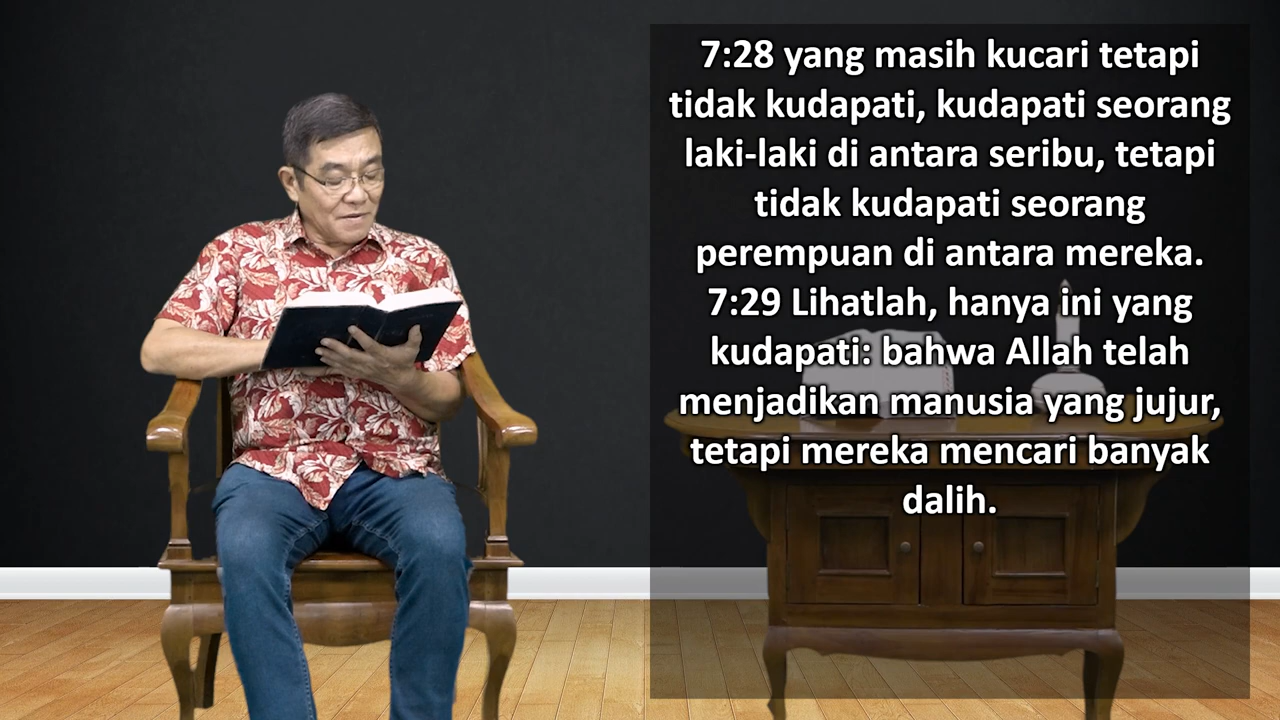 7:28 yang masih kucari tetapi
tidak kudapati, kudapati seorang
laki-laki di antara seribu, tetapi
tidak kudapati seorang
perempuan di antara mereka.
7:29 Lihatlah, hanya ini yang
kudapati: bahwa Allah telah
menjadikan manusia yang jujur,
tetapi mereka mencari banyak
dalih.